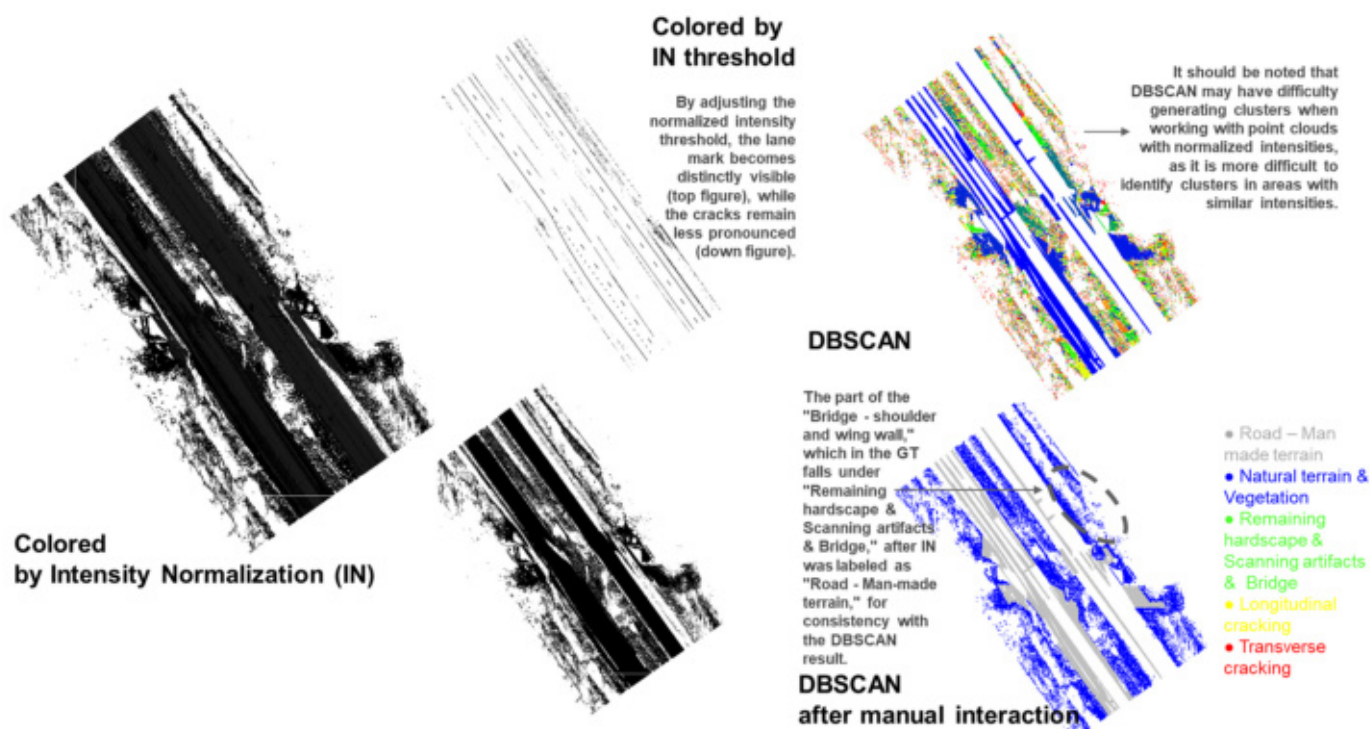 Colored by
IN threshold
By adjusting the
normalized intensity
threshold, the lane
mark becomes
distinctly visible
(top figure), while
the cracks remain
less pronounced
(down figure).
It should be noted that
DBSCAN may have difficulty
generating clusters when
working with point clouds
with normalized intensities,
as it is more difficult to
identify clusters in areas with
similar intensities.
DBSCAN
The part of the
"Bridge - shoulder
and wing wall,"
which in the GT
falls under
"Remaining
hardscape &
Scanning artifacts
& Bridge," after IN
was labeled as
"Road - Man-made
terrain," for
consistency with
the DBSCAN
result.
● Road – Man
made terrain
● Natural terrain &
Vegetation
● Remaining
hardscape &
Scanning artifacts
& Bridge
● Longitudinal
cracking
● Transverse
cracking
Colored
by Intensity Normalization (IN)
DBSCAN
after manual interaction